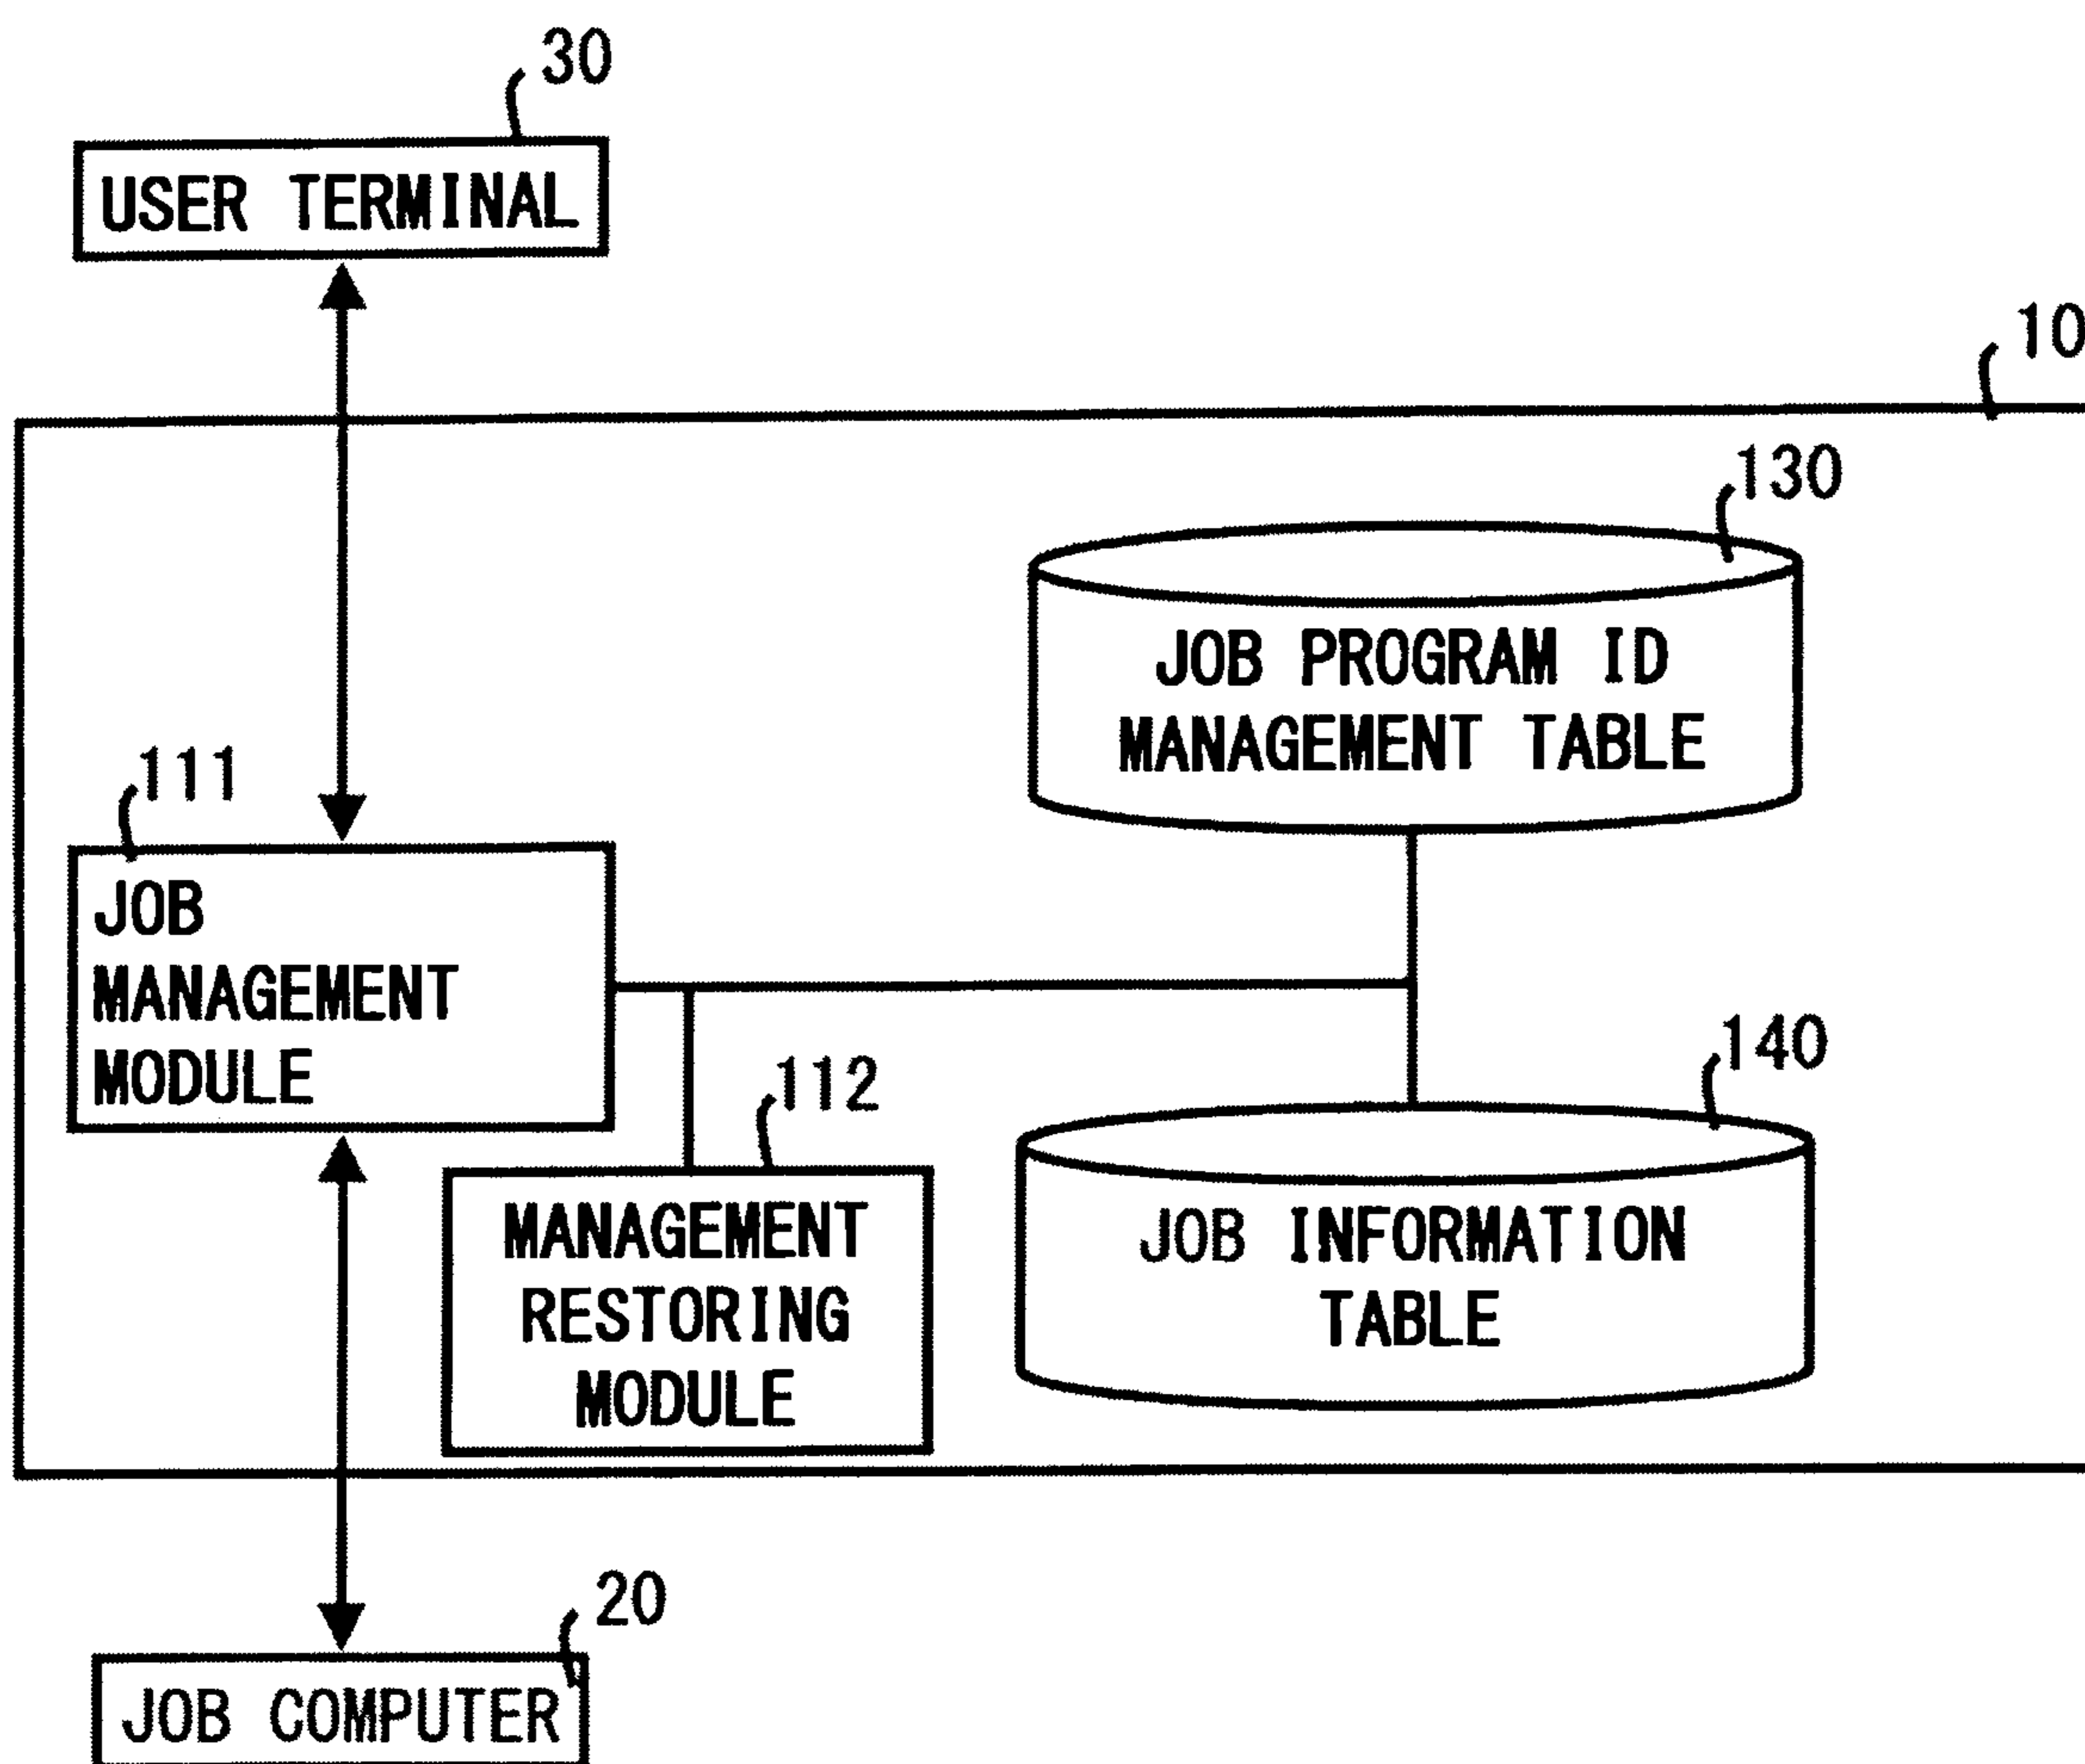 30
USER TERMINAL
10
130
JOB PROGRAM ID
MANAGEMENT TABLE
111
JOB
MANAGEMENT
MODULE
112
MANAGEMENT
RESTORING
MODULE
140
JOB INFORMATION
TABLE
20
JOB COMPUTER